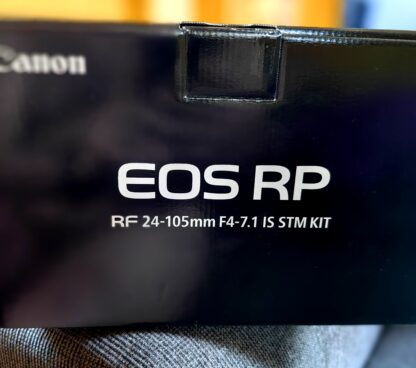 Canon
EOS RP
RF 24-105mm F4-7.1 IS STM KIT